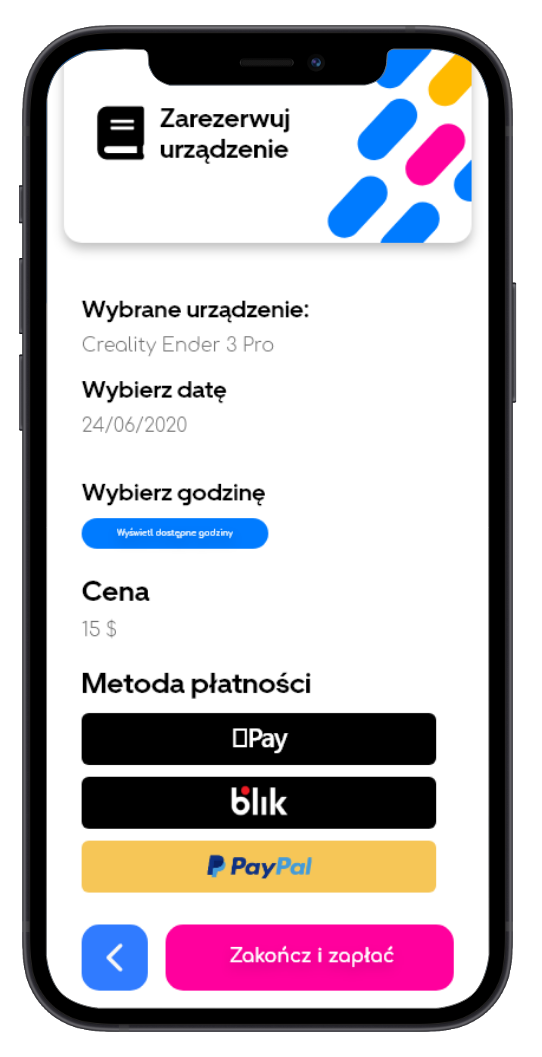 Zarezerwuj
urządzenie
Wybrane urządzenie:
Creality Ender 3 Pro
Wybierz datę
24/06/2020
Wybierz godzinę
Wyświetl dostępne godziny
Cena
15 $
Metoda płatności
Pay
blik
PayPal
Zakończ i zapłać